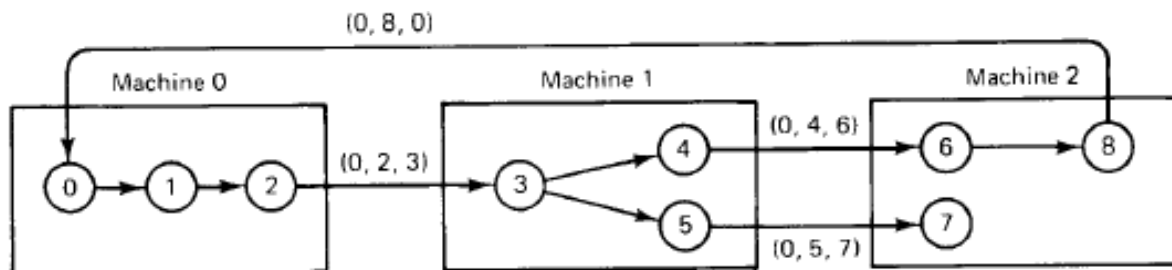 (0, 8, 0)
Machine 0
Machine 1
Machine 2
(0, 2, 3)
(0, 4, 6)
0
1
2
3
4
5
6
8
7
(0, 5, 7)